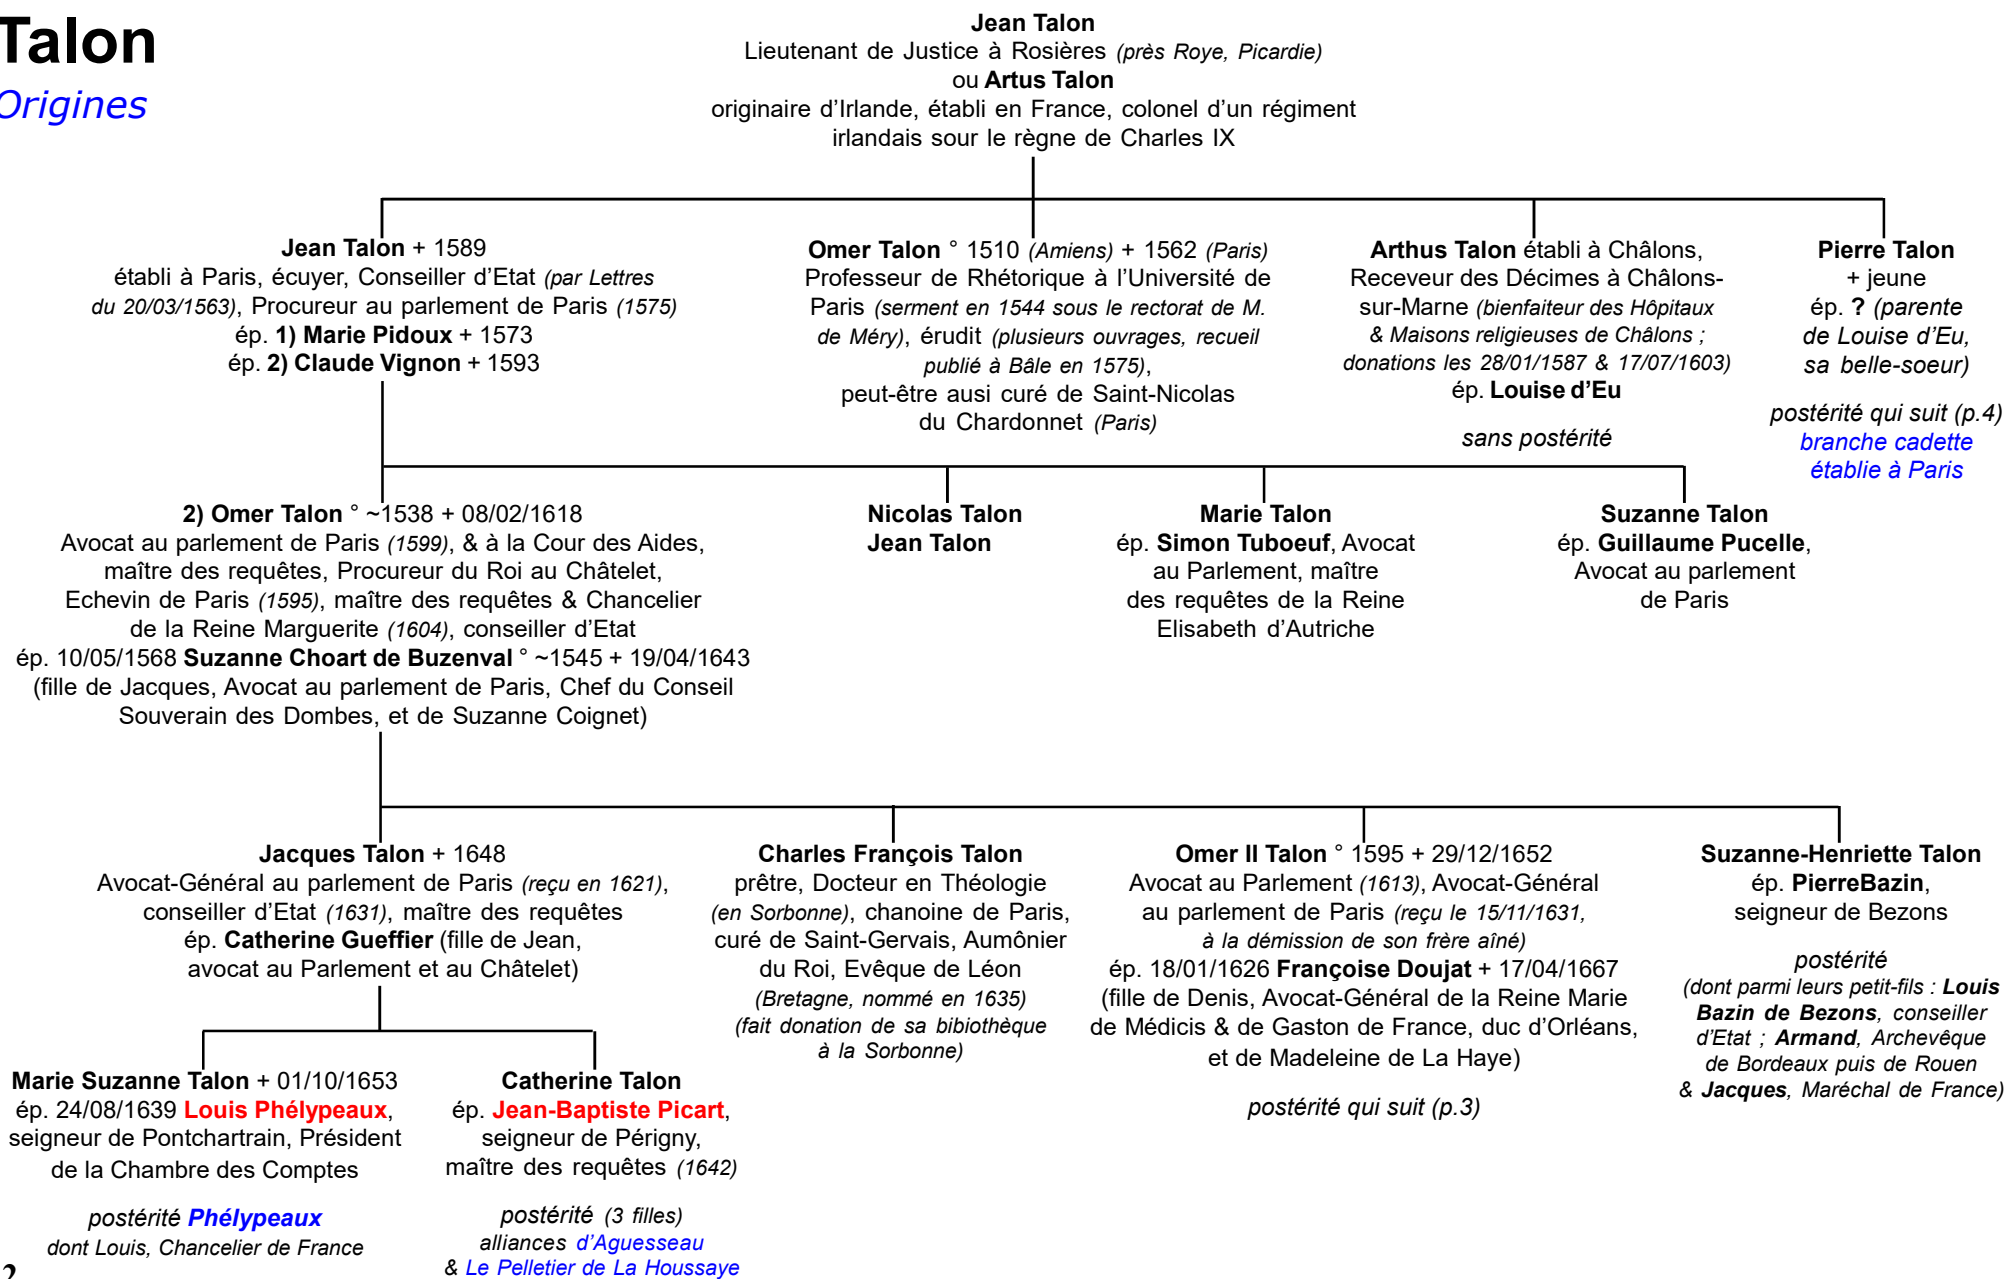 Talon
Origines
Jean Talon
Lieutenant de Justice à Rosières (près Roye, Picardie)
ou Artus Talon
originaire d'Irlande, établi en France, colonel d'un régiment
irlandais sour le règne de Charles IX
Jean Talon + 1589
établi à Paris, écuyer, Conseiller d'Etat (par Lettres
du 20/03/1563), Procureur au parlement de Paris (1575)
ép. 1) Marie Pidoux + 1573
ép. 2) Claude Vignon + 1593
Omer Talon ° 1510 (Amiens) + 1562 (Paris)
Professeur de Rhétorique à l'Université de
Paris (serment en 1544 sous le rectorat de M.
de Méry), érudit (plusieurs ouvrages, recueil
publié à Bâle en 1575),
peut-être ausi curé de Saint-Nicolas
du Chardonnet (Paris)
Arthus Talon établi à Châlons,
Receveur des Décimes à Châlons-
sur-Marne (bienfaiteur des Hôpitaux
& Maisons religieuses de Châlons ;
donations les 28/01/1587 & 17/07/1603)
ép. Louise d'Eu
sans postérité
Pierre Talon
+ jeune
ép. ? (parente
de Louise d'Eu,
sa belle-soeur)
postérité qui suit (p.4)
branche cadette
établie à Paris
2) Omer Talon ° ~1538 + 08/02/1618
Avocat au parlement de Paris (1599), & à la Cour des Aides,
maître des requêtes, Procureur du Roi au Châtelet,
Echevin de Paris (1595), maître des requêtes & Chancelier
de la Reine Marguerite (1604), conseiller d'Etat
ép. 10/05/1568 Suzanne Choart de Buzenval ° ~1545 + 19/04/1643
(fille de Jacques, Avocat au parlement de Paris, Chef du Conseil
Souverain des Dombes, et de Suzanne Coignet)
Nicolas Talon
Jean Talon
Marie Talon
ép. Simon Tuboeuf, Avocat
au Parlement, maître
des requêtes de la Reine
Elisabeth d'Autriche
Suzanne Talon
ép. Guillaume Pucelle,
Avocat au parlement
de Paris
Jacques Talon + 1648
Avocat-Général au parlement de Paris (reçu en 1621),
conseiller d'Etat (1631), maître des requêtes
ép. Catherine Gueffier (fille de Jean,
avocat au Parlement et au Châtelet)
Charles François Talon
prêtre, Docteur en Théologie
(en Sorbonne), chanoine de Paris,
curé de Saint-Gervais, Aumônier
du Roi, Evêque de Léon
(Bretagne, nommé en 1635)
(fait donation de sa bibiothèque
à la Sorbonne)
Omer II Talon ° 1595 + 29/12/1652
Avocat au Parlement (1613), Avocat-Général
au parlement de Paris (reçu le 15/11/1631,
à la démission de son frère aîné)
ép. 18/01/1626 Françoise Doujat + 17/04/1667
(fille de Denis, Avocat-Général de la Reine Marie
de Médicis & de Gaston de France, duc d'Orléans,
et de Madeleine de La Haye)
postérité qui suit (p.3)
Suzanne-Henriette Talon
ép. PierreBazin,
seigneur de Bezons
postérité
(dont parmi leurs petit-fils : Louis
Bazin de Bezons, conseiller
d'Etat ; Armand, Archevêque
de Bordeaux puis de Rouen
& Jacques, Maréchal de France)
Marie Suzanne Talon + 01/10/1653
ép. 24/08/1639 Louis Phélypeaux,
seigneur de Pontchartrain, Président
de la Chambre des Comptes
postérité Phélypeaux
dont Louis, Chancelier de France
Catherine Talon
ép. Jean-Baptiste Picart,
seigneur de Périgny,
maître des requêtes (1642)
postérité (3 filles)
alliances d'Aguesseau
& Le Pelletier de La Houssaye
2